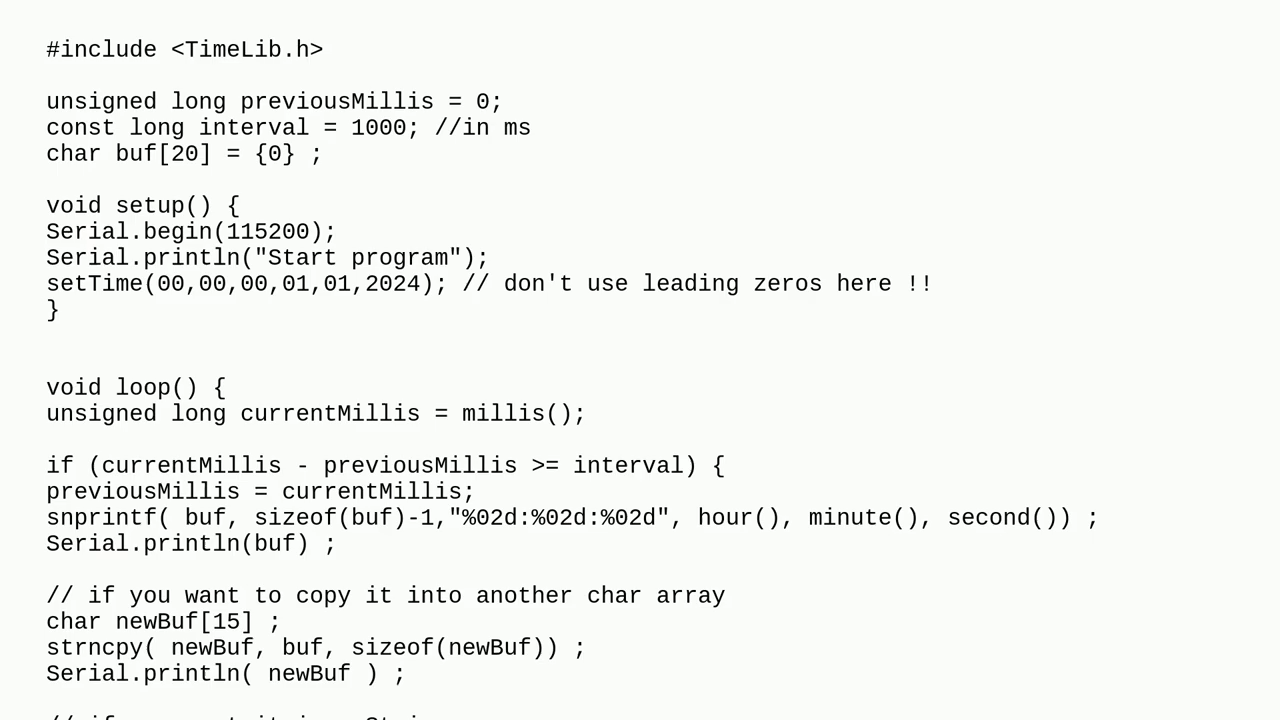 #include <TimeLib.h>
unsigned long previousMillis = 0;
const long interval = 1000; //in ms
char buf[20] = {0} ;
void setup() {
Serial.begin(115200);
Serial.println("Start program");
setTime(00,00,00,01,01,2024); // don't use leading zeros here !!
}
void loop() {
unsigned long currentMillis = millis();
if (currentMillis - previousMillis >= interval) {
previousMillis = currentMillis;
snprintf( buf, sizeof(buf)-1,"%02d:%02d:%02d", hour(), minute(), second()) ;
Serial.println(buf) ;
// if you want to copy it into another char array
char newBuf[15] ;
strncpy( newBuf, buf, sizeof(newBuf)) ;
Serial.println( newBuf ) ;